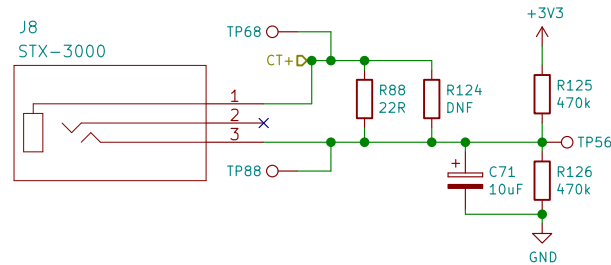 J8
STX-3000
1
2
3
TP68
CT+
R88
22R
R124
DNF
+3V3
R125
470k
TP56
TP88
+
C71
10uF
R126
470k
GND